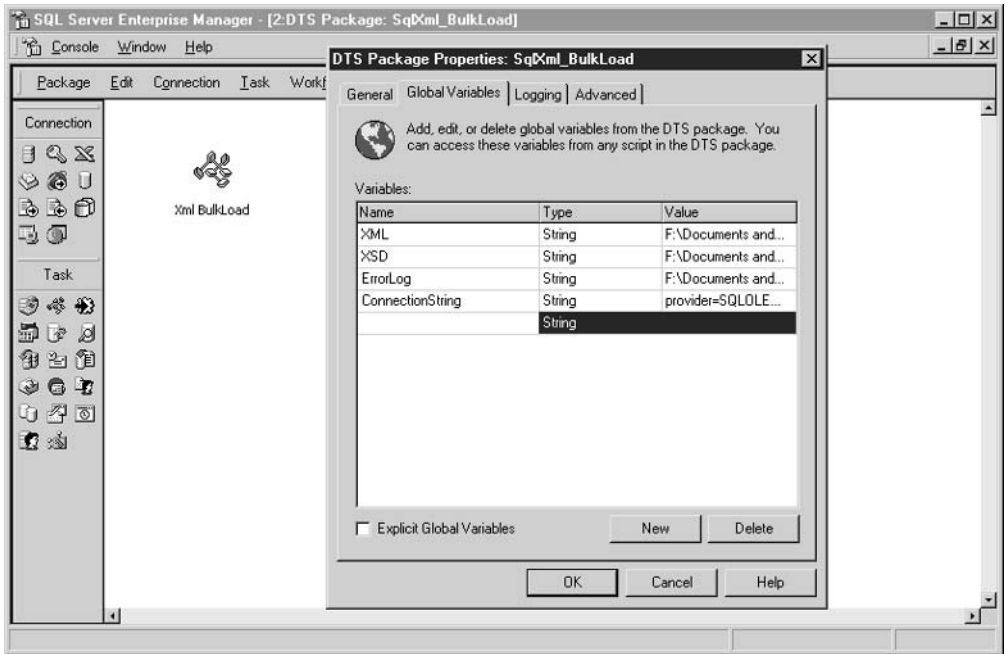 SQL Server Enterprise Manager - [2:DTS Package: SqlXml_BulkLoad]
Console Window Help
Package Edit Connection Task
Connection
Xml BulkLoad
Task
DTS Package Properties: SqlXml_BulkLoad
General Global Variables Logging Advanced
Add, edit, or delete global variables from the DTS package. You
can access these variables from any script in the DTS package.
Variables:
Name Type Value
XML String F:\Documents and...
XSD String F:\Documents and...
ErrorLog String F:\Documents and...
ConnectionString String provider=SQLOLE...
String
Explicit Global Variables New Delete
OK Cancel Help